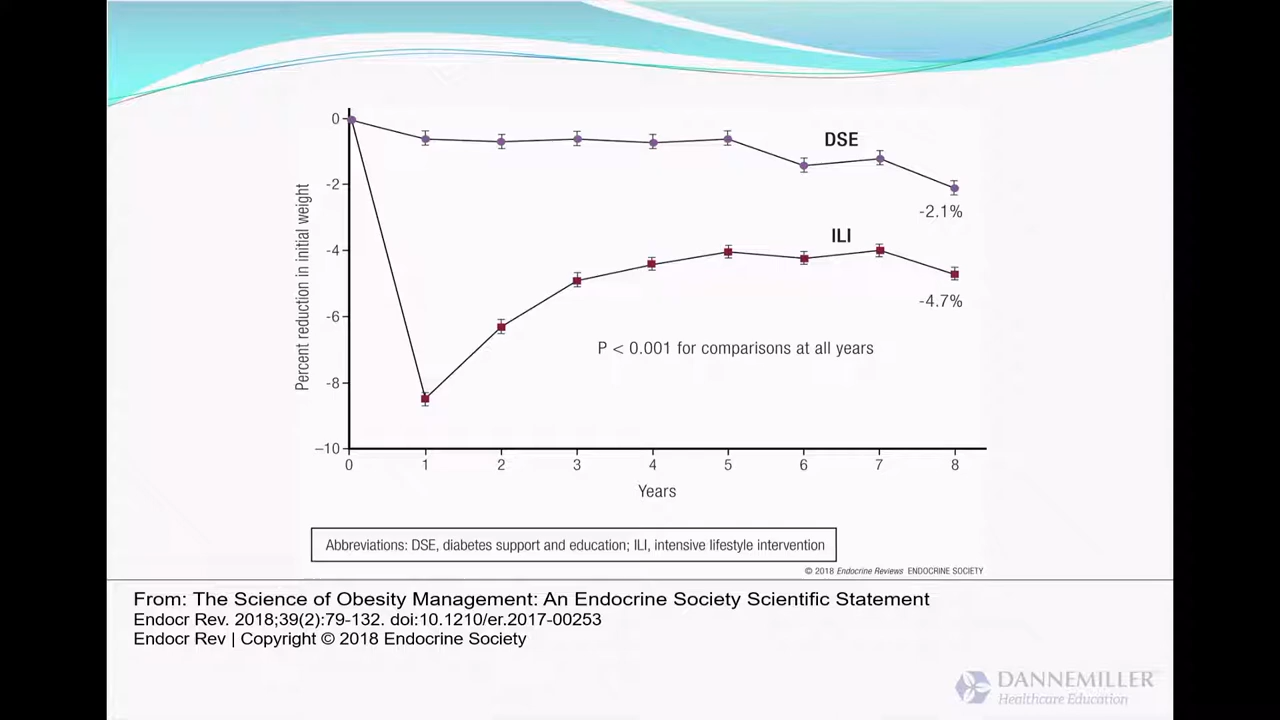 0
-2
-4
-6
-8
–10
Percent reduction in initial weight
DSE
-2.1%
ILI
-4.7%
P < 0.001 for comparisons at all years
0 1 2 3 4 5 6 7 8
Years
Abbreviations: DSE, diabetes support and education; ILI, intensive lifestyle intervention
© 2018 Endocrine Reviews ENDOCRINE SOCIETY
From: The Science of Obesity Management: An Endocrine Society Scientific Statement
Endocr Rev. 2018;39(2):79-132. doi:10.1210/er.2017-00253
Endocr Rev | Copyright © 2018 Endocrine Society
DANNEMILLER
Healthcare Education